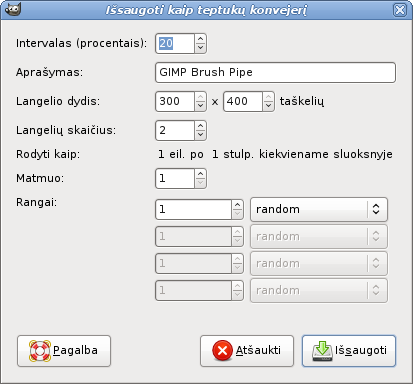 Išsaugoti kaip teptukų konvejerį
Intervalas (procentais): 20
Aprašymas: GIMP Brush Pipe
Langelio dydis: 300 x 400 taškelių
Langelių skaičius: 2
Rodyti kaip: 1 eil. po 1 stulp. kiekviename sluoksnyje
Matmuo: 1
Rangai: 1 random
1 random
1 random
1 random
Pagalba Atšaukti Išsaugoti